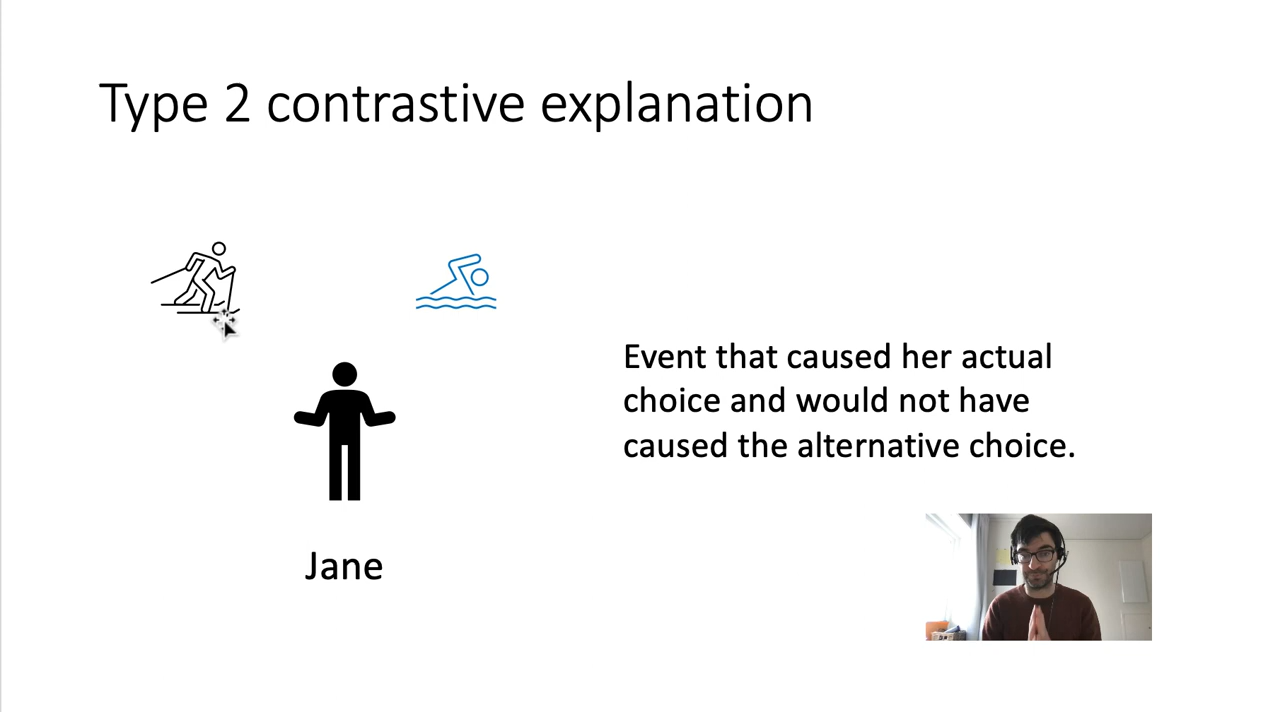 Type 2 contrastive explanation
Event that caused her actual
choice and would not have
caused the alternative choice.
Jane